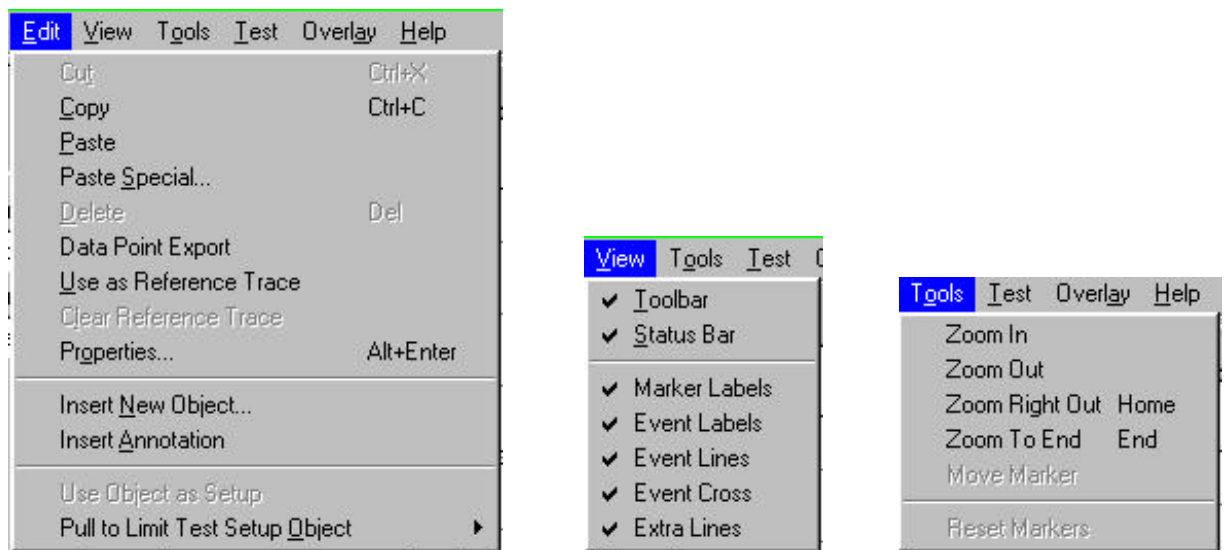 Edit View Tools Test Overlay Help
Cut Ctrl+X
Copy Ctrl+C
Paste
Paste Special...
Delete Del
Data Point Export
Use as Reference Trace
Clear Reference Trace
Properties... Alt+Enter
Insert New Object...
Insert Annotation
Use Object as Setup
Pull to Limit Test Setup Object
View Tools Test
Toolbar
Status Bar
Marker Labels
Event Labels
Event Lines
Event Cross
Extra Lines
Tools Test Overlay Help
Zoom In
Zoom Out
Zoom Right Out Home
Zoom To End End
Move Marker
Reset Markers